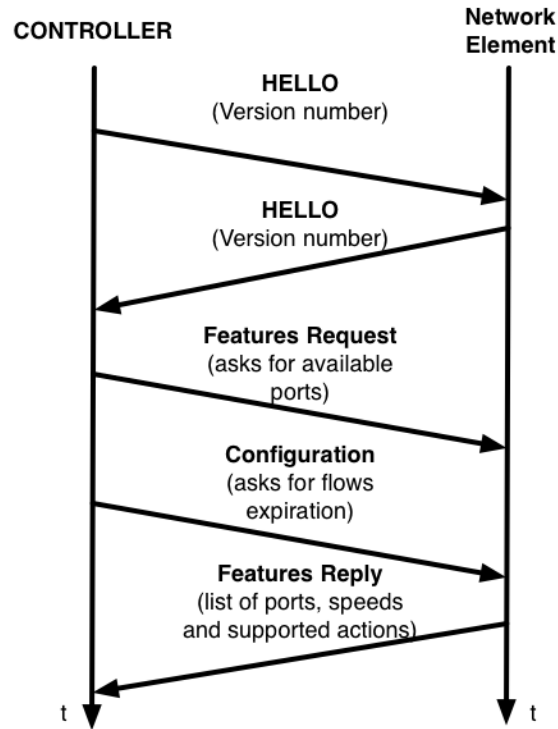 CONTROLLER
Network
Element
HELLO
(Version number)
HELLO
(Version number)
Features Request
(asks for available
ports)
Configuration
(asks for flows
expiration)
Features Reply
(list of ports, speeds
and supported actions)
t
t